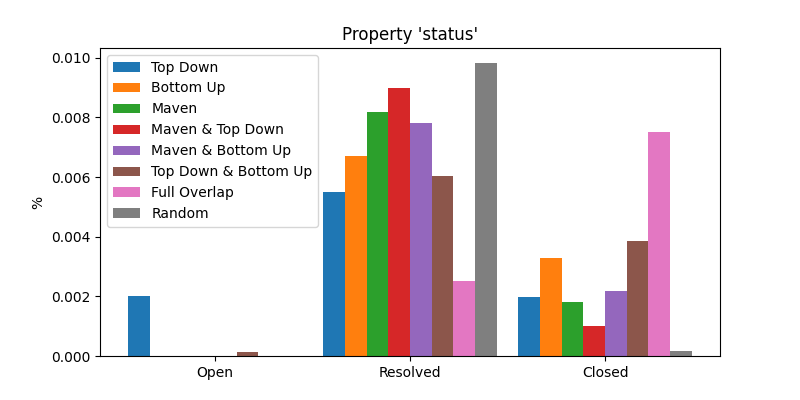 Property 'status'
%
0.010
0.008
0.006
0.004
0.002
0.000
Top Down
Bottom Up
Maven
Maven & Top Down
Maven & Bottom Up
Top Down & Bottom Up
Full Overlap
Random
Open
Resolved
Closed